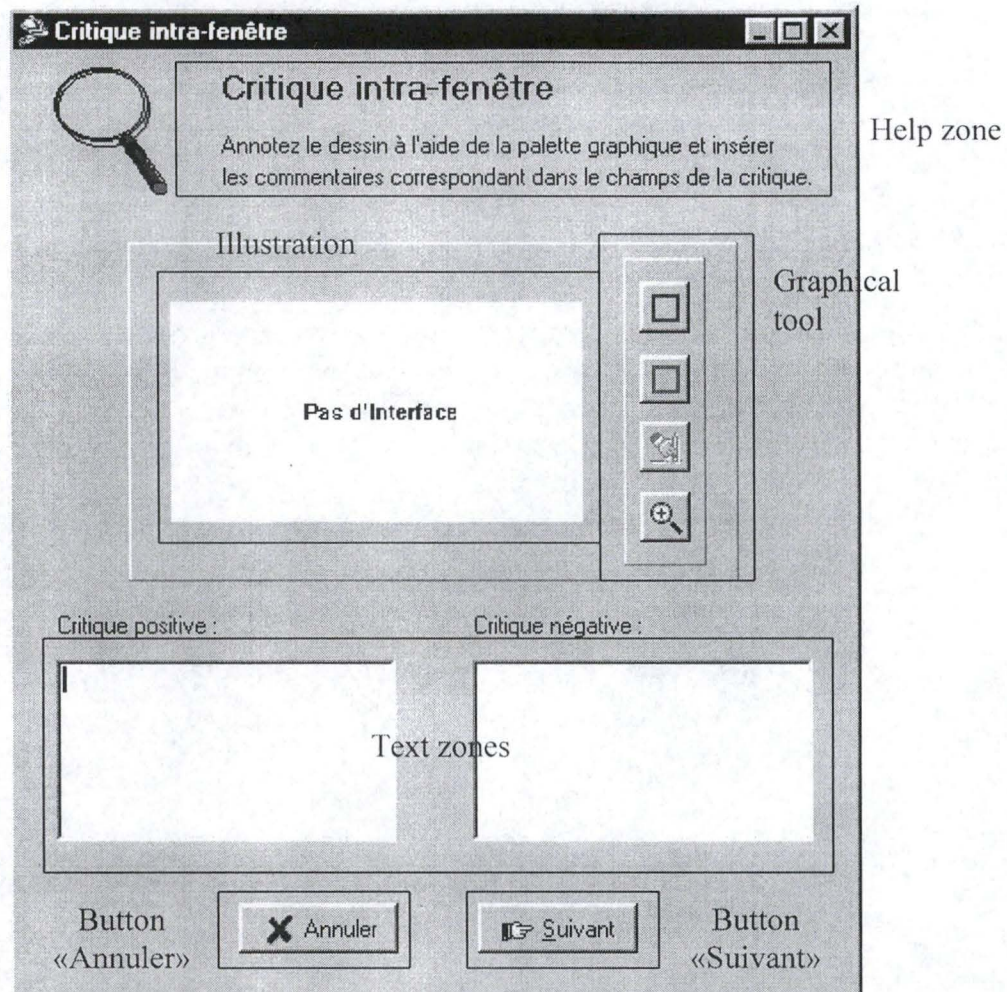 Critique intra-fenêtre
Critique intra-fenêtre
Annotez le dessin à l'aide de la palette graphique et insérer
les commentaires correspondant dans le champs de la critique.
Help zone
Illustration
Graphical
tool
Pas d'Interface
Critique positive :
Critique négative :
Text zones
Button
«Annuler»
Annuler
Suivant
Button
«Suivant»